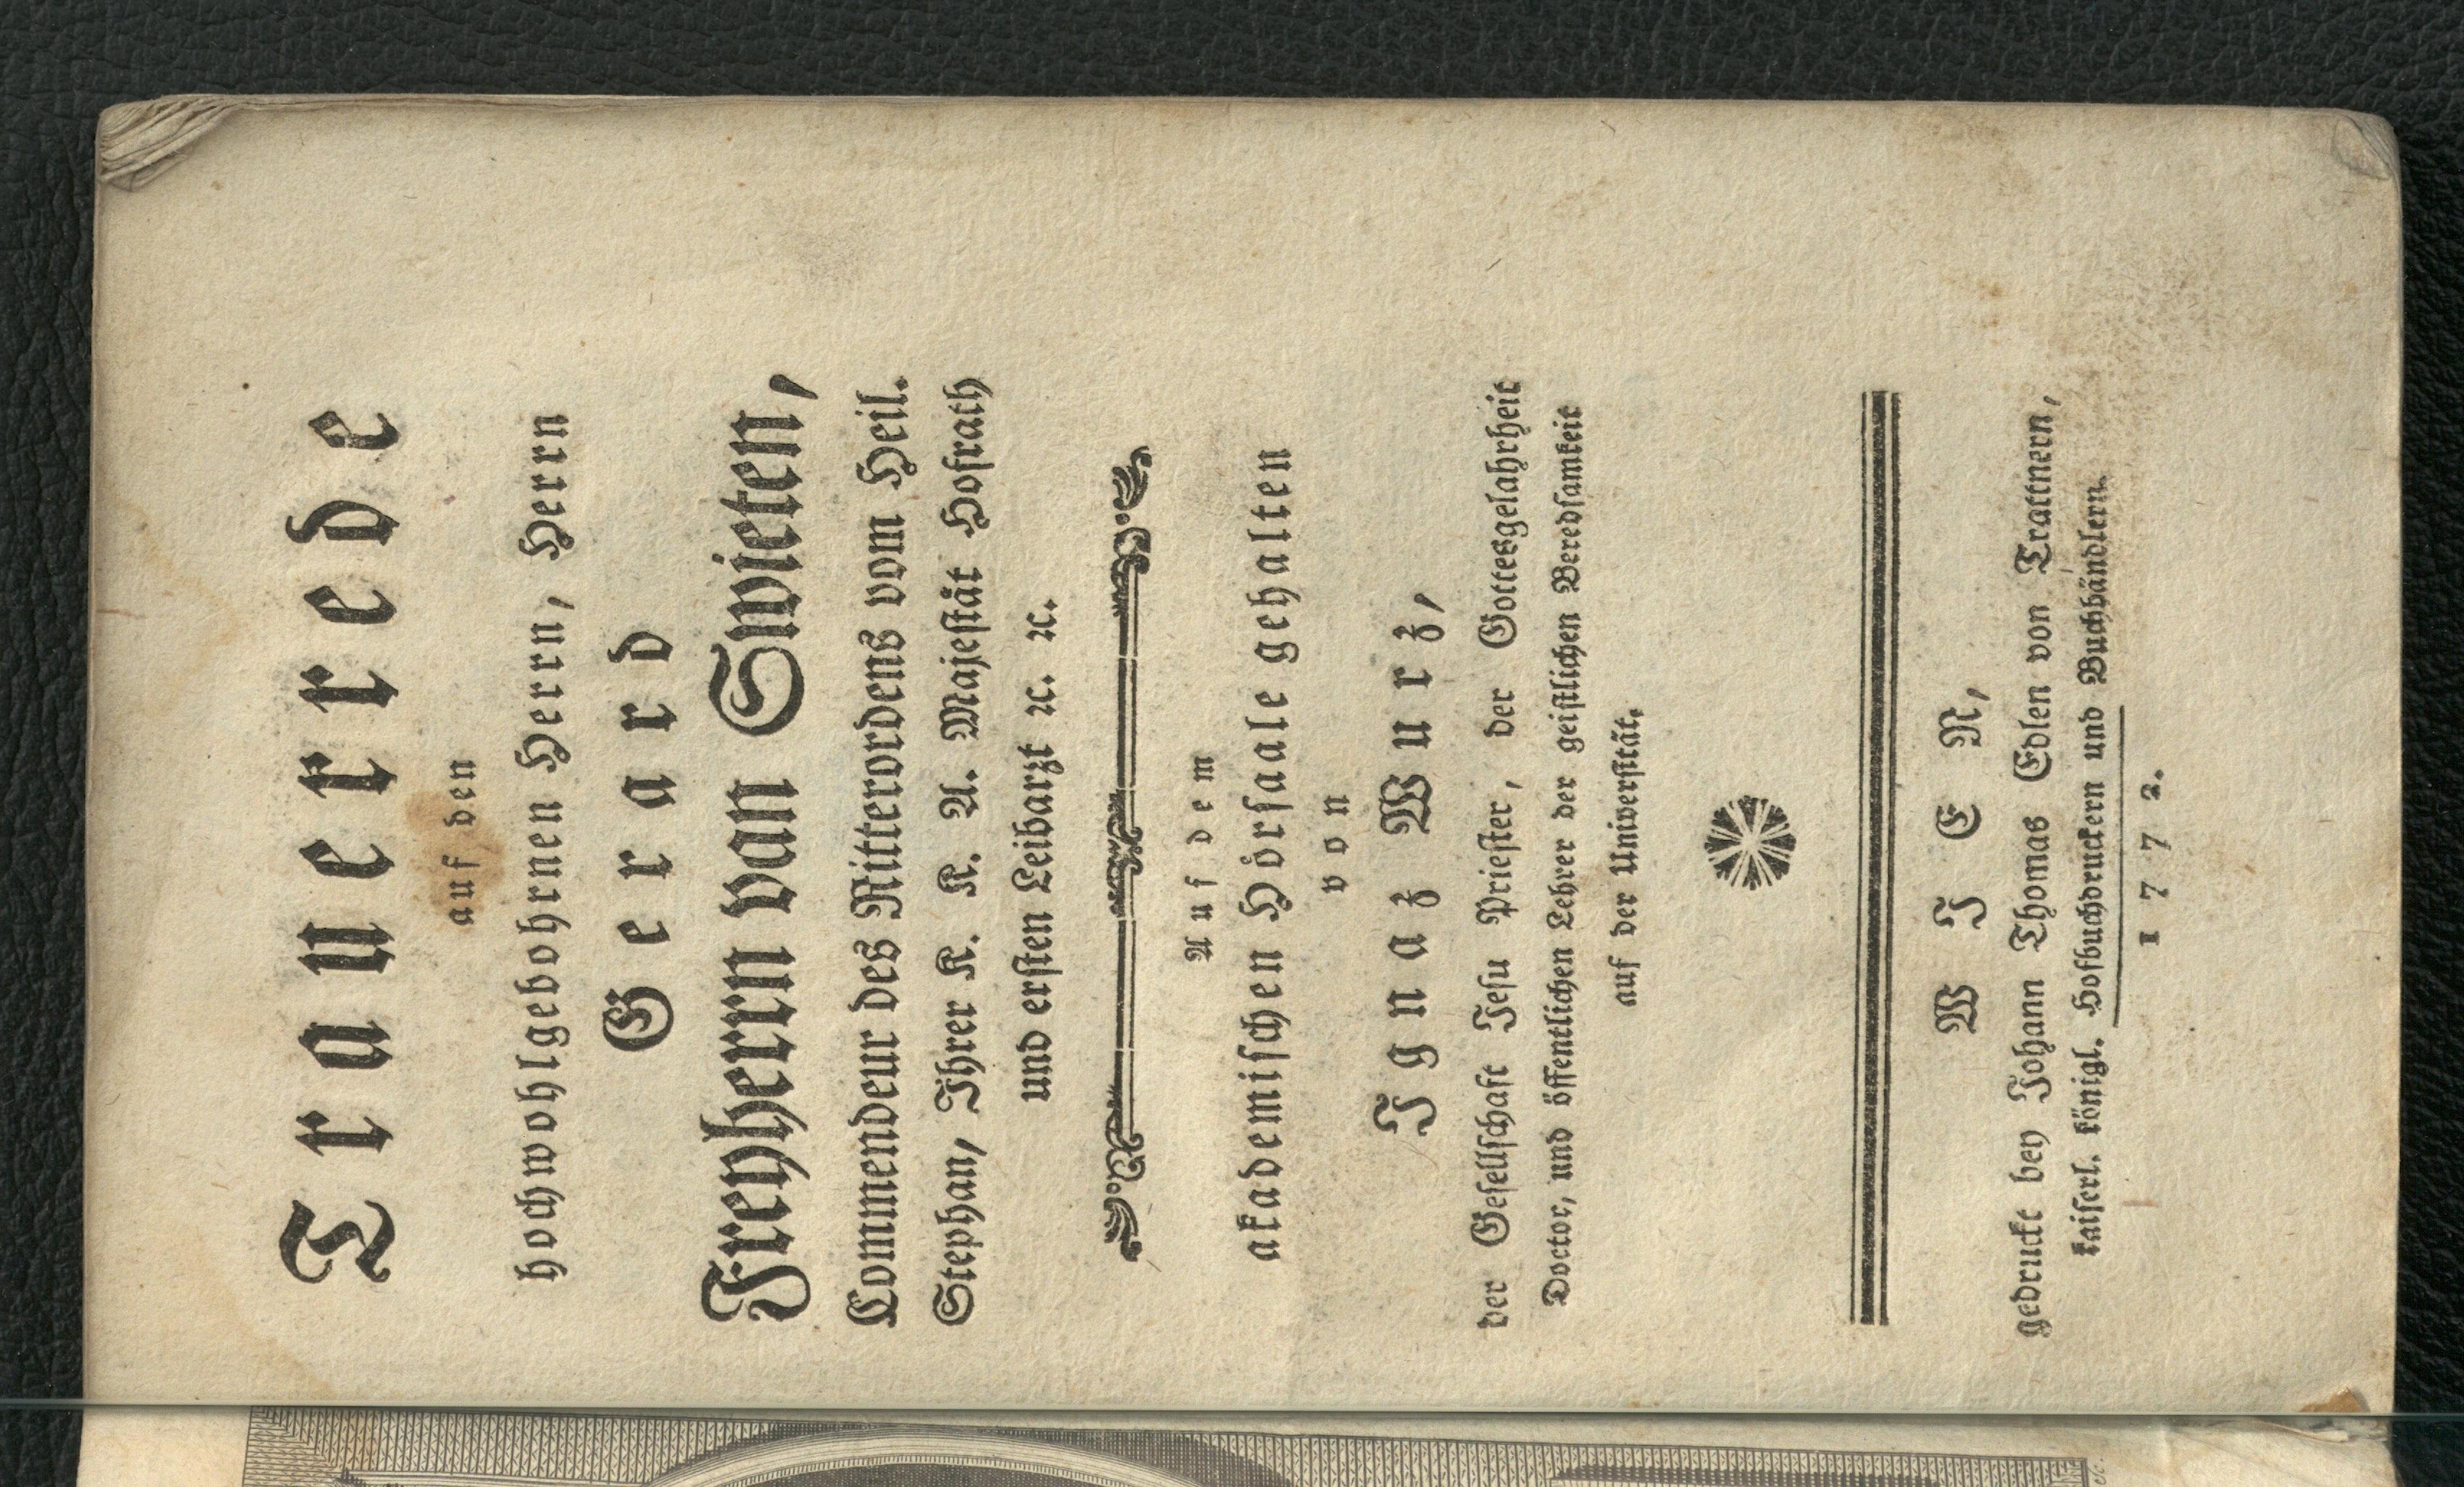 Trauerrede
auf den
hochwohlgebohrnen Herrn, Herrn
Gerard
Freyherrn van Swieten,
Commendeur des Ritterordens vom Heil.
Stephan, Ihrer K. K. A. Majestät Hofrath
und ersten Leibarzt ꝛc. ꝛc.
Auf dem
akademischen Hörsaale gehalten
von
Ignaz Wurz,
der Gesellschaft Jesu Priester, der Gottesgelahrheit
Doctor, und öffentlichen Lehrer der geistlichen Beredsamkeit
auf der Universität.
WIEN,
gedruckt bey Johann Thomas Edlen von Trattnern,
kaiserl. königl. Hofbuchdruckern und Buchhändlern.
1772.